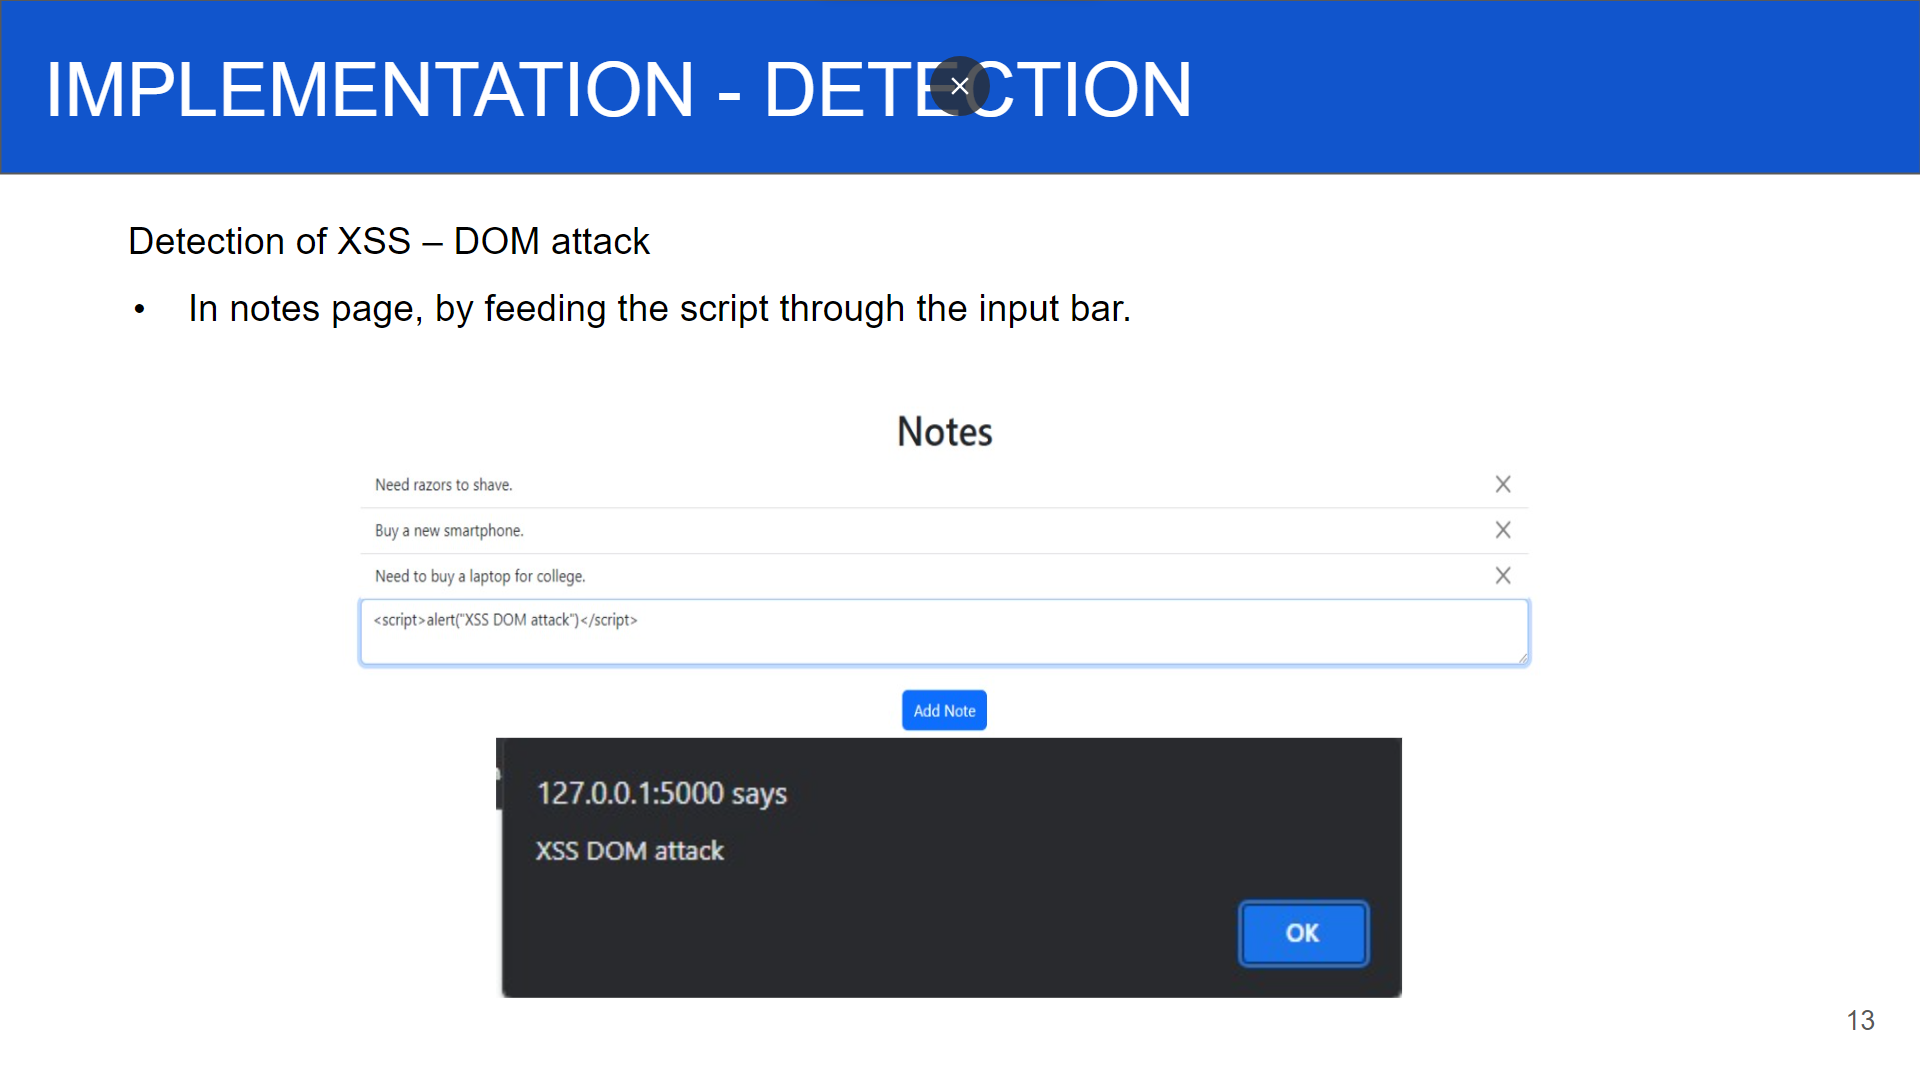 IMPLEMENTATION - DETECTION
Detection of XSS – DOM attack
• In notes page, by feeding the script through the input bar.
Notes
Need razors to shave.
Buy a new smartphone.
Need to buy a laptop for college.
<script>alert("XSS DOM attack")</script>
Add Note
127.0.0.1:5000 says
XSS DOM attack
OK
13